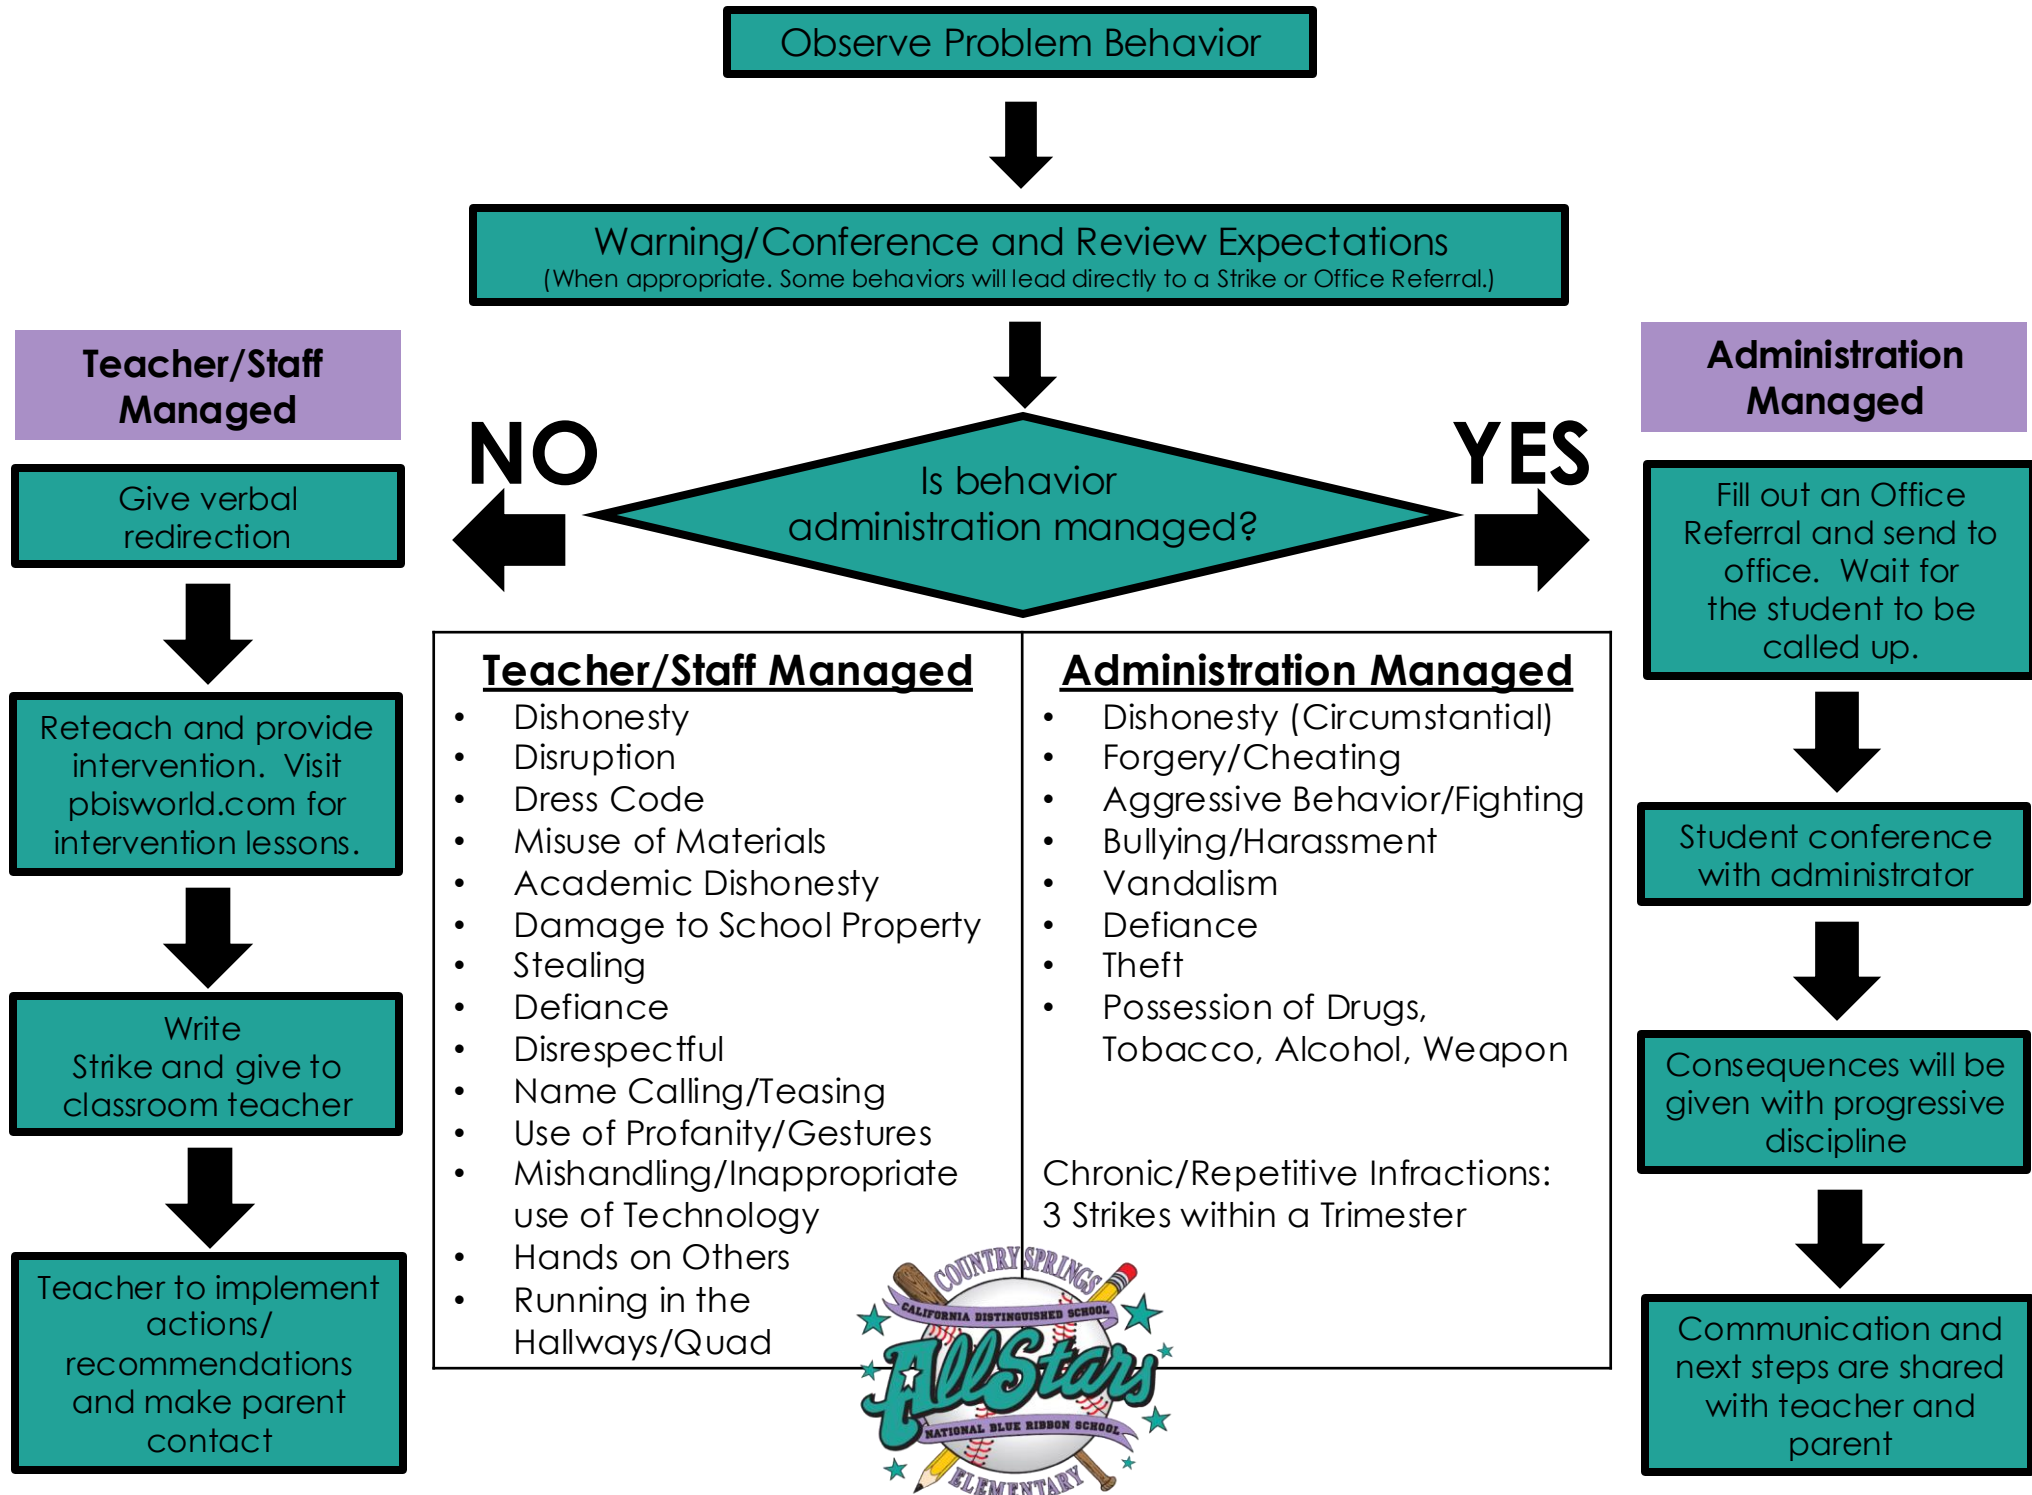 Observe Problem Behavior
Warning/Conference and Review Expectations
(When appropriate. Some behaviors will lead directly to a Strike or Office Referral.)
Is behavior
administration managed?
NO
YES
Teacher/Staff
Managed
Give verbal
redirection
Reteach and provide
intervention. Visit
pbisworld.com for
intervention lessons.
Write
Strike and give to
classroom teacher
Teacher to implement
actions/
recommendations
and make parent
contact
Teacher/Staff Managed
• Dishonesty
• Disruption
• Dress Code
• Misuse of Materials
• Academic Dishonesty
• Damage to School Property
• Stealing
• Defiance
• Disrespectful
• Name Calling/Teasing
• Use of Profanity/Gestures
• Mishandling/Inappropriate
use of Technology
• Hands on Others
• Running in the
Hallways/Quad
Administration Managed
• Dishonesty (Circumstantial)
• Forgery/Cheating
• Aggressive Behavior/Fighting
• Bullying/Harassment
• Vandalism
• Defiance
• Theft
• Possession of Drugs,
Tobacco, Alcohol, Weapon
Chronic/Repetitive Infractions:
3 Strikes within a Trimester
Administration
Managed
Fill out an Office
Referral and send to
office. Wait for
the student to be
called up.
Student conference
with administrator
Consequences will be
given with progressive
discipline
Communication and
next steps are shared
with teacher and
parent
COUNTRY SPRINGS
CALIFORNIA DISTINGUISHED SCHOOL
AllStars
NATIONAL BLUE RIBBON SCHOOL
ELEMENTARY